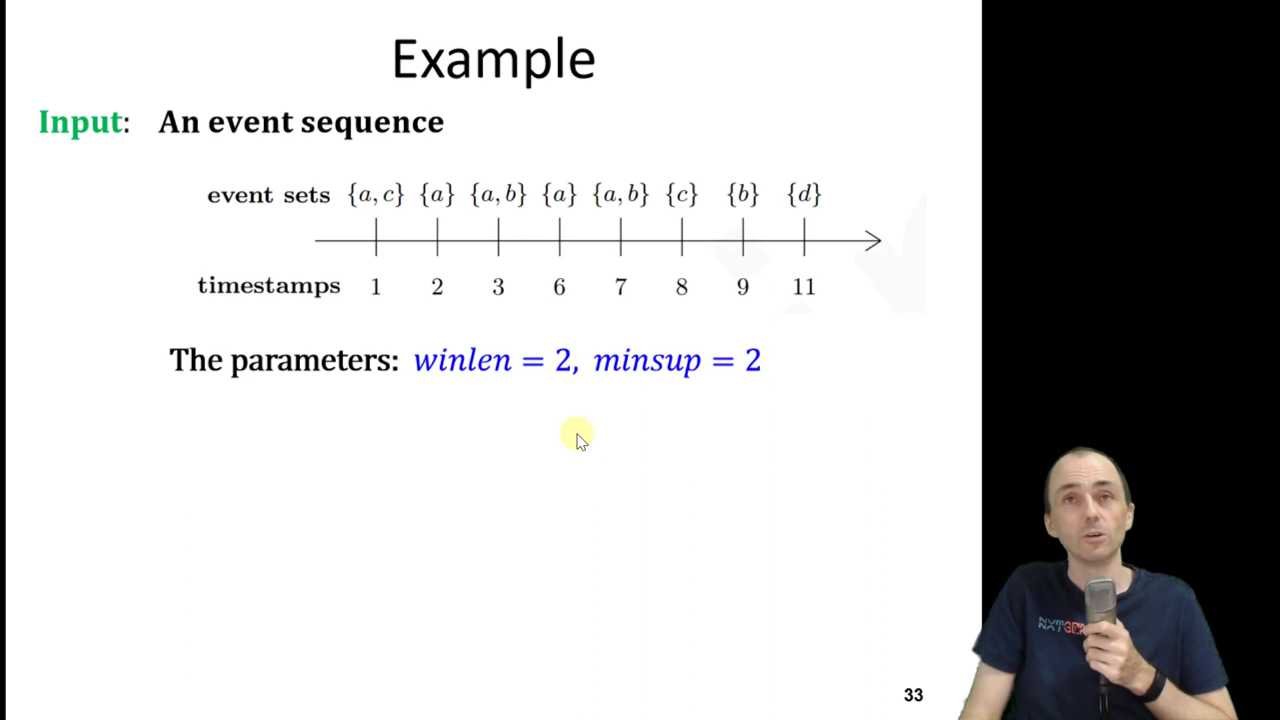 Example
Input: An event sequence
event sets {a, c} {a} {a, b} {a} {a, b} {c} {b} {d}
timestamps 1 2 3 6 7 8 9 11
The parameters: winlen = 2, minsup = 2
33